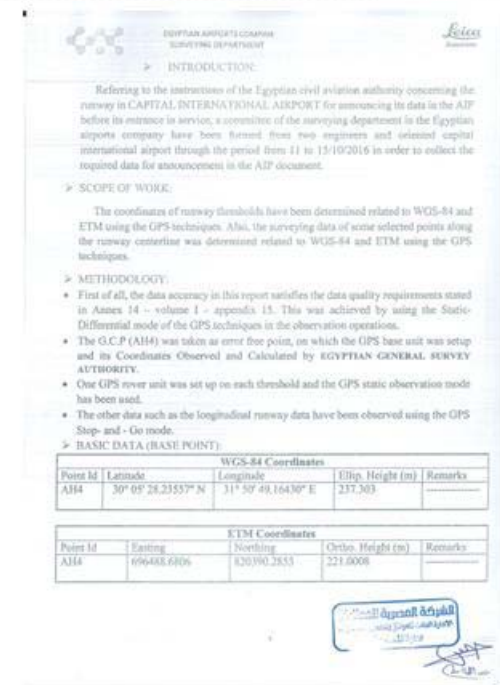 EGYPTIAN AIRPORTS COMPANY
SURVEYING DEPARTMENT
Leica
➤ INTRODUCTION:
Referring to the instructions of the Egyptian civil aviation authority concerning the
runway in CAPITAL INTERNATIONAL AIRPORT for announcing its data in the AIP
before its entrance in service, a committee of the surveying department in the Egyptian
airports company have been formed from two engineers and oriented capital
international airport through the period from 11 to 15/10/2016 in order to collect the
required data for announcement in the AIP document.
➤ SCOPE OF WORK:
The coordinates of runway thresholds have been determined related to WGS-84 and
ETM using the GPS techniques. Also, the surveying data of some selected points along
the runway centerline was determined related to WGS-84 and ETM using the GPS
techniques.
➤ METHODOLOGY:
• First of all, the data accuracy in this report satisfies the data quality requirements stated
in Annex 14 – volume I – appendix 15. This was achieved by using the Static-
Differential mode of the GPS techniques in the observation operations.
• The G.C.P (AH4) was taken as error free point, on which the GPS base unit was setup
and its Coordinates Observed and Calculated by EGYPTIAN GENERAL SURVEY
AUTHORITY.
• One GPS rover unit was set up on each threshold and the GPS static observation mode
has been used.
• The other data such as the longitudinal runway data have been observed using the GPS
Stop- and - Go mode.
➤ BASIC DATA (BASE POINT):
WGS-84 Coordinates
Point Id Latitude Longitude Ellip. Height (m) Remarks
AH4 30° 05' 28.23557" N 31° 50' 49.16430" E 237.303 ---------------
ETM Coordinates
Point Id Easting Northing Ortho. Height (m) Remarks
AH4 696488.6806 820390.2855 221.0008 ---------------
الشركة المصرية